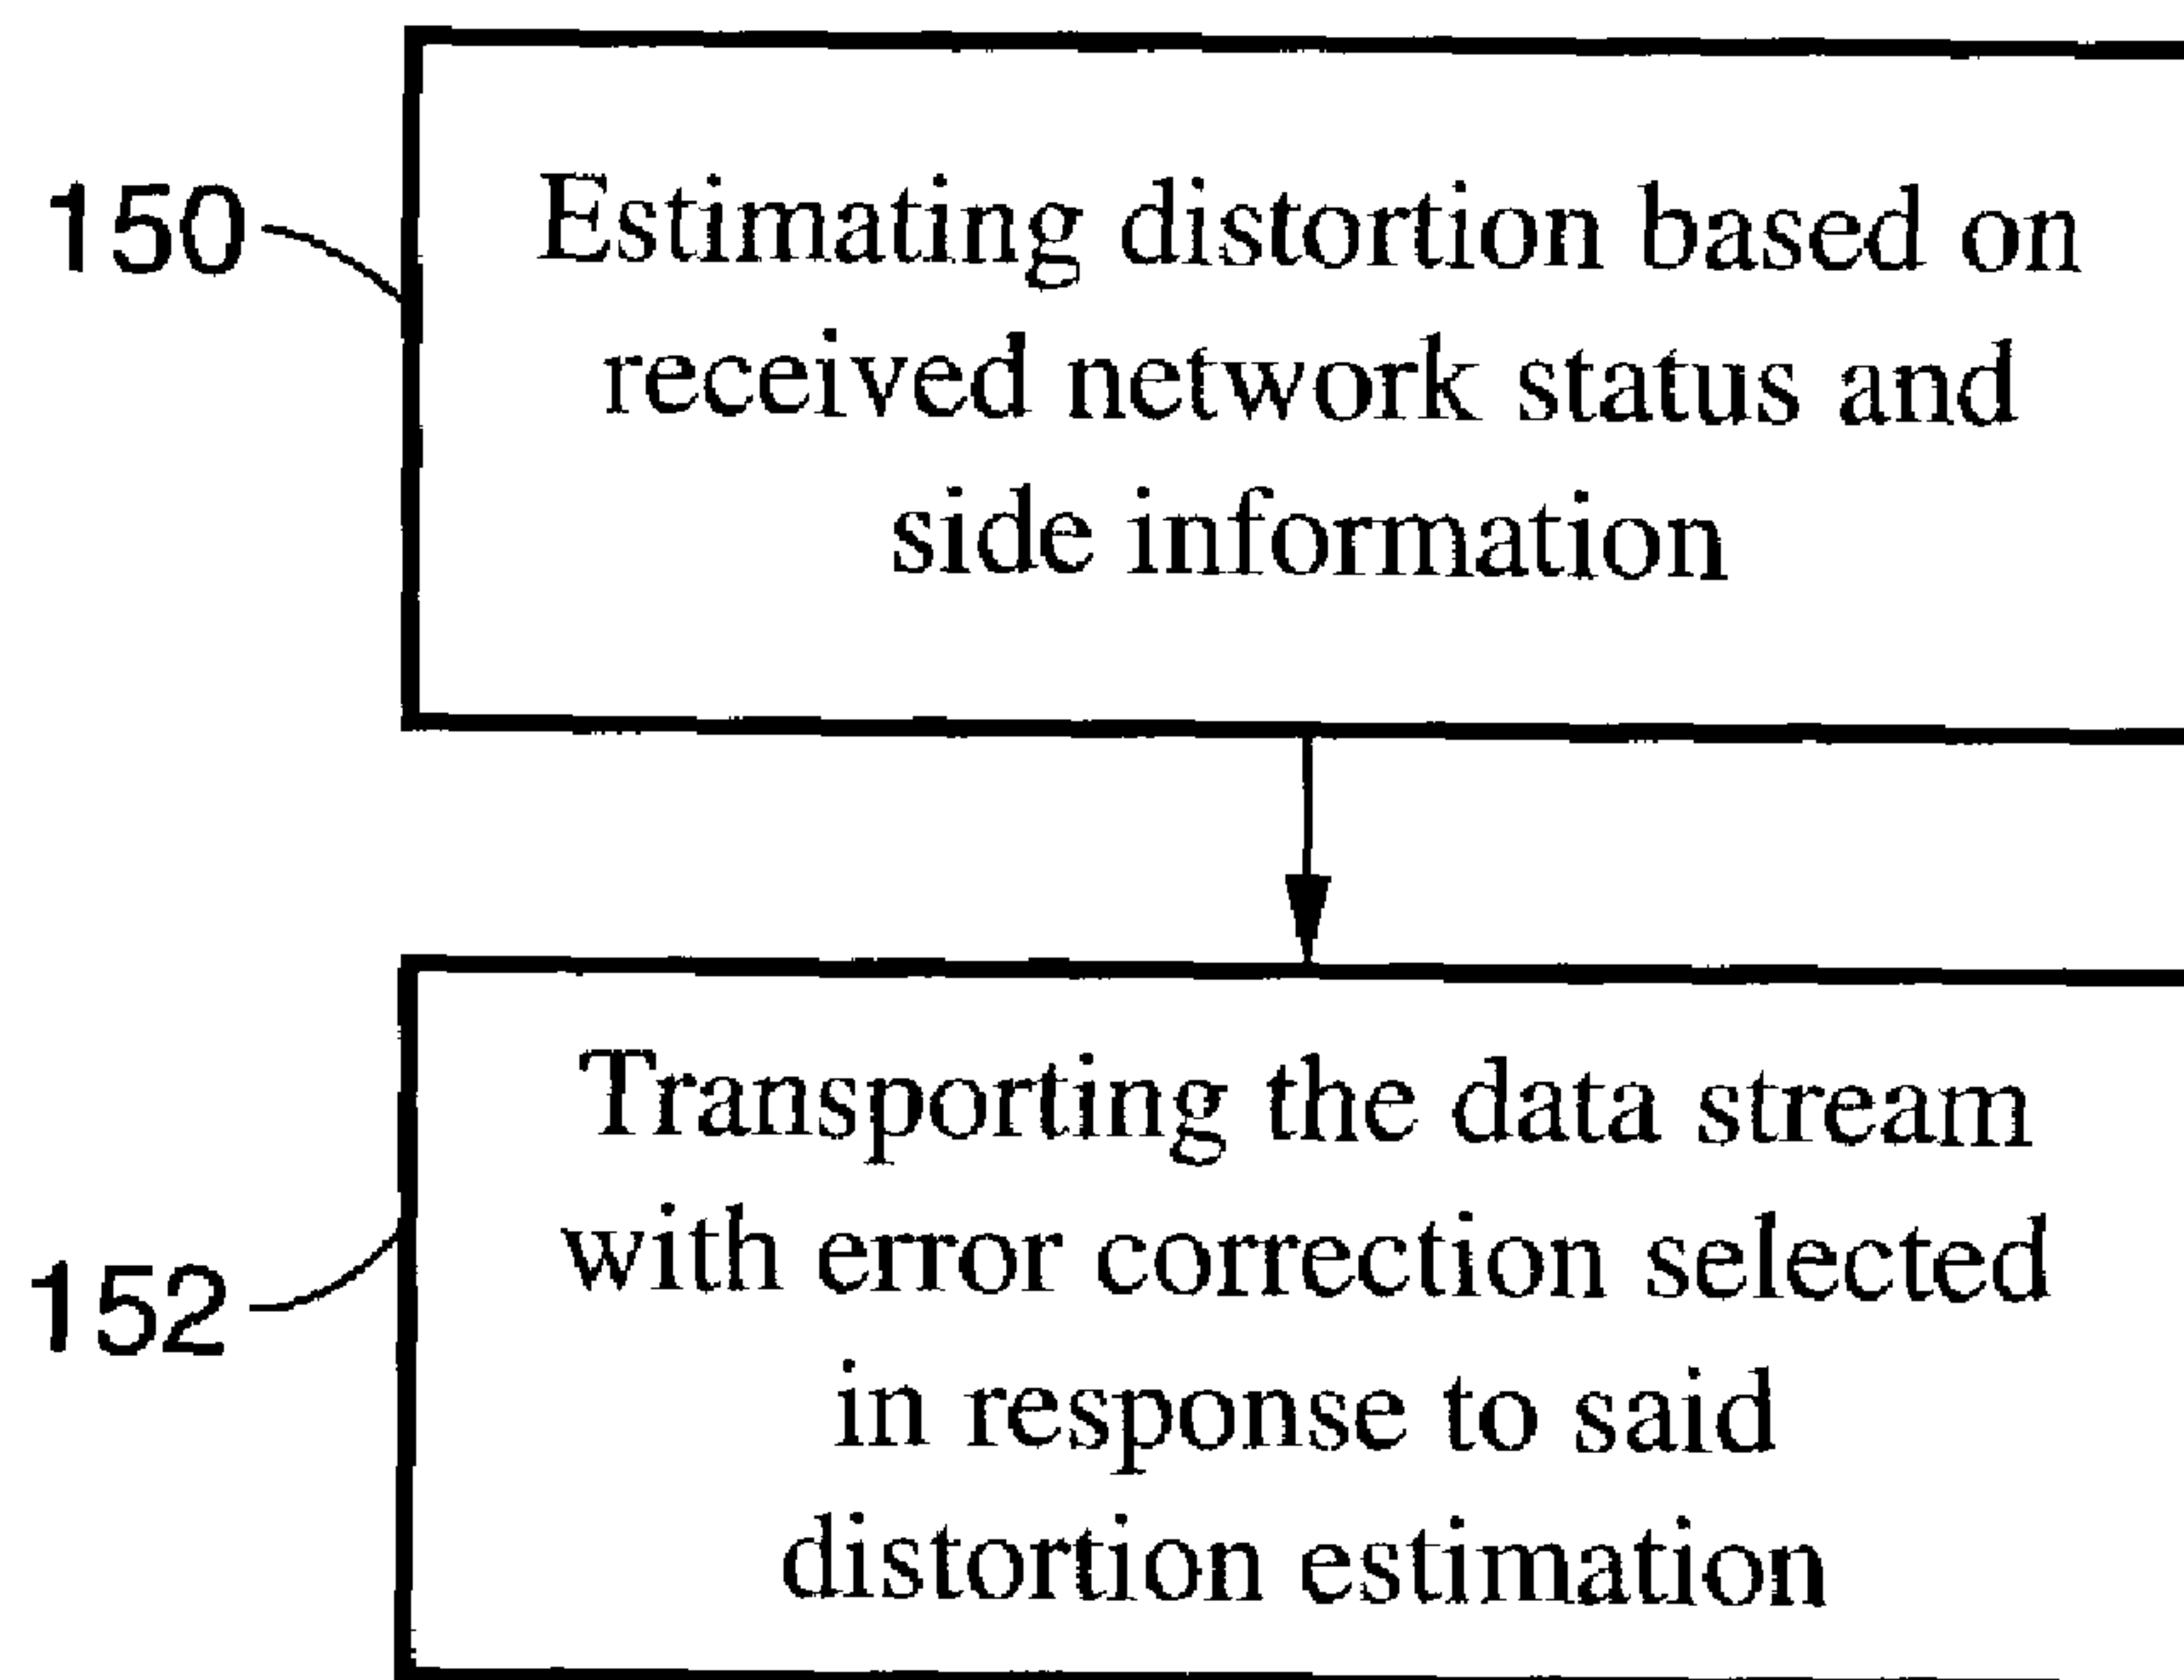 150
Estimating distortion based on
received network status and
side information
Transporting the data stream
with error correction selected
152
in response to said
distortion estimation